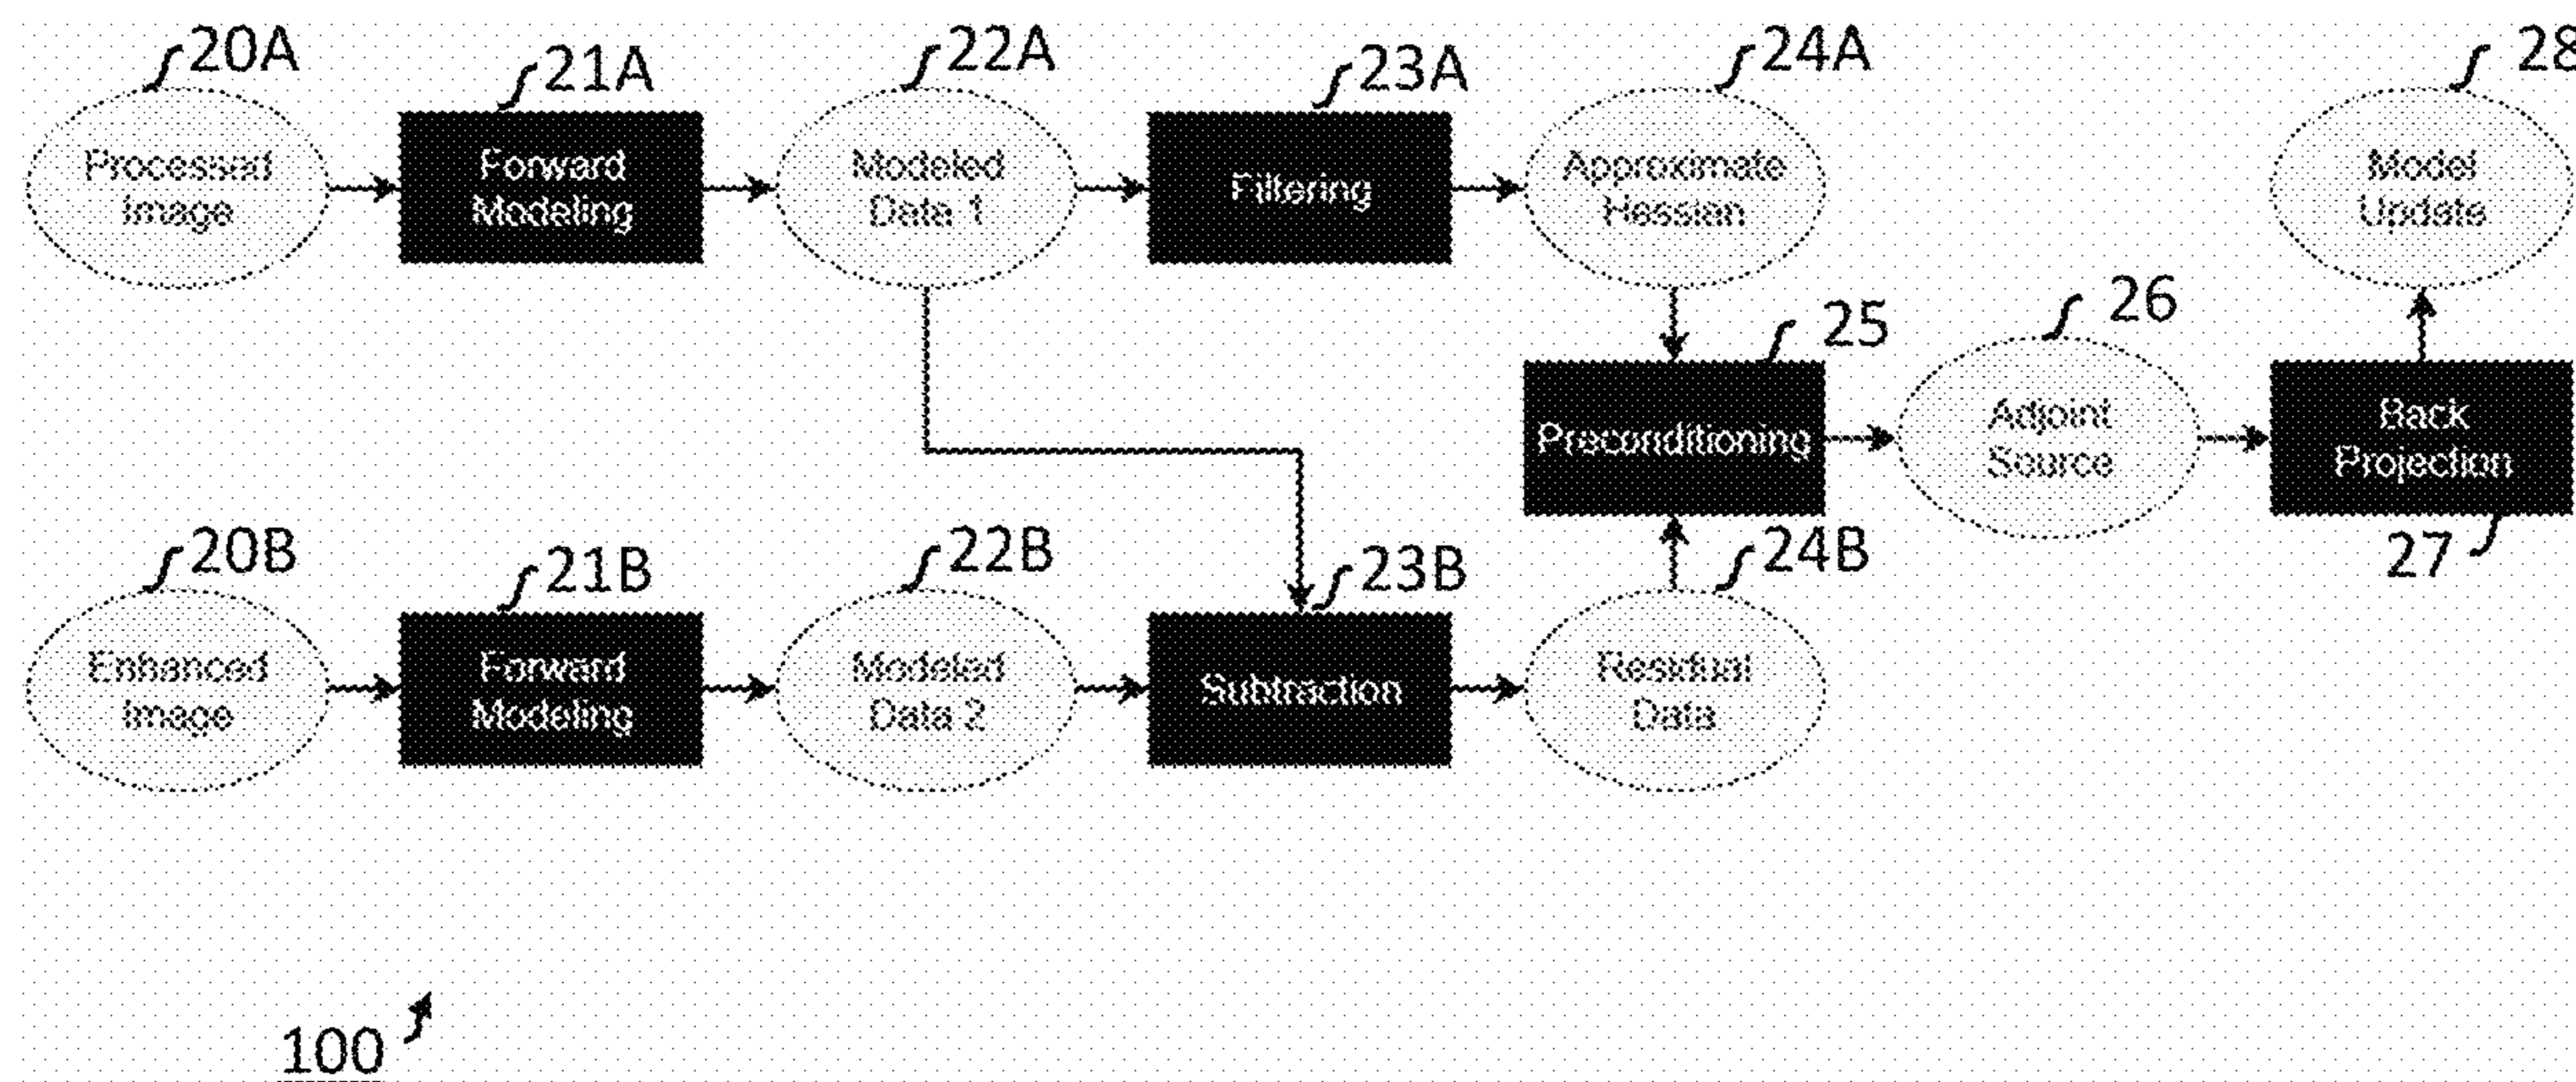 20A
21A
22A
23A
24A
28
Processed
Image
Forward
Modeling
Modeled
Data 1
Filtering
Approximate
Hessian
Model
Update
25
26
Preconditioning
Adjoint
Source
Back
Projection
27
20B
21B
22B
23B
24B
Enhanced
Image
Forward
Modeling
Modeled
Data 2
Subtraction
Residual
Data
100